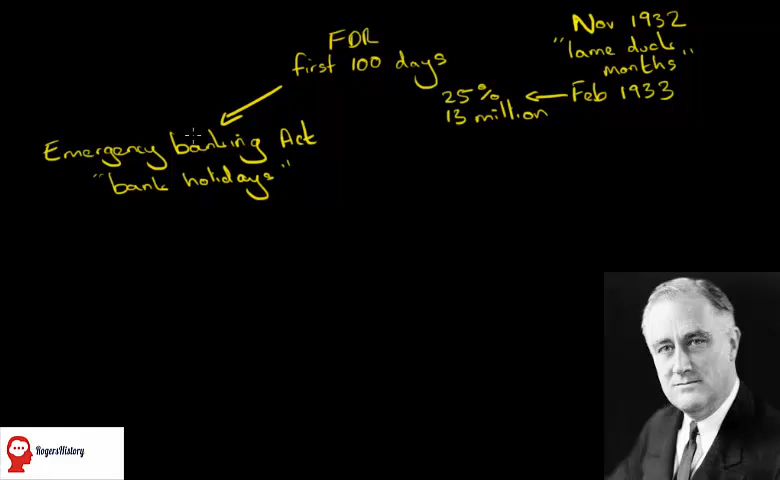 FDR
first 100 days
Nov 1932
"lame duck"
months
Feb 1933
25%
13 million
Emergency banking Act
"bank holidays"
RogersHistory